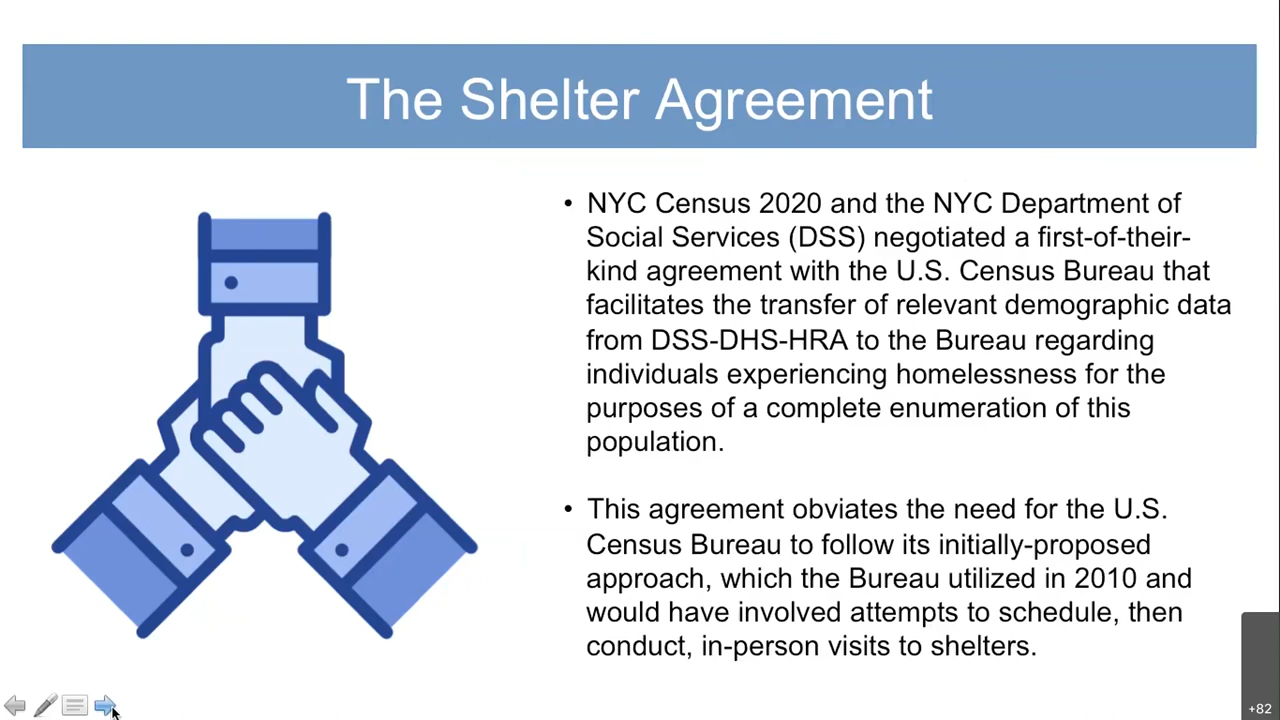 The Shelter Agreement
• NYC Census 2020 and the NYC Department of
Social Services (DSS) negotiated a first-of-their-
kind agreement with the U.S. Census Bureau that
facilitates the transfer of relevant demographic data
from DSS-DHS-HRA to the Bureau regarding
individuals experiencing homelessness for the
purposes of a complete enumeration of this
population.
• This agreement obviates the need for the U.S.
Census Bureau to follow its initially-proposed
approach, which the Bureau utilized in 2010 and
would have involved attempts to schedule, then
conduct, in-person visits to shelters.
+82